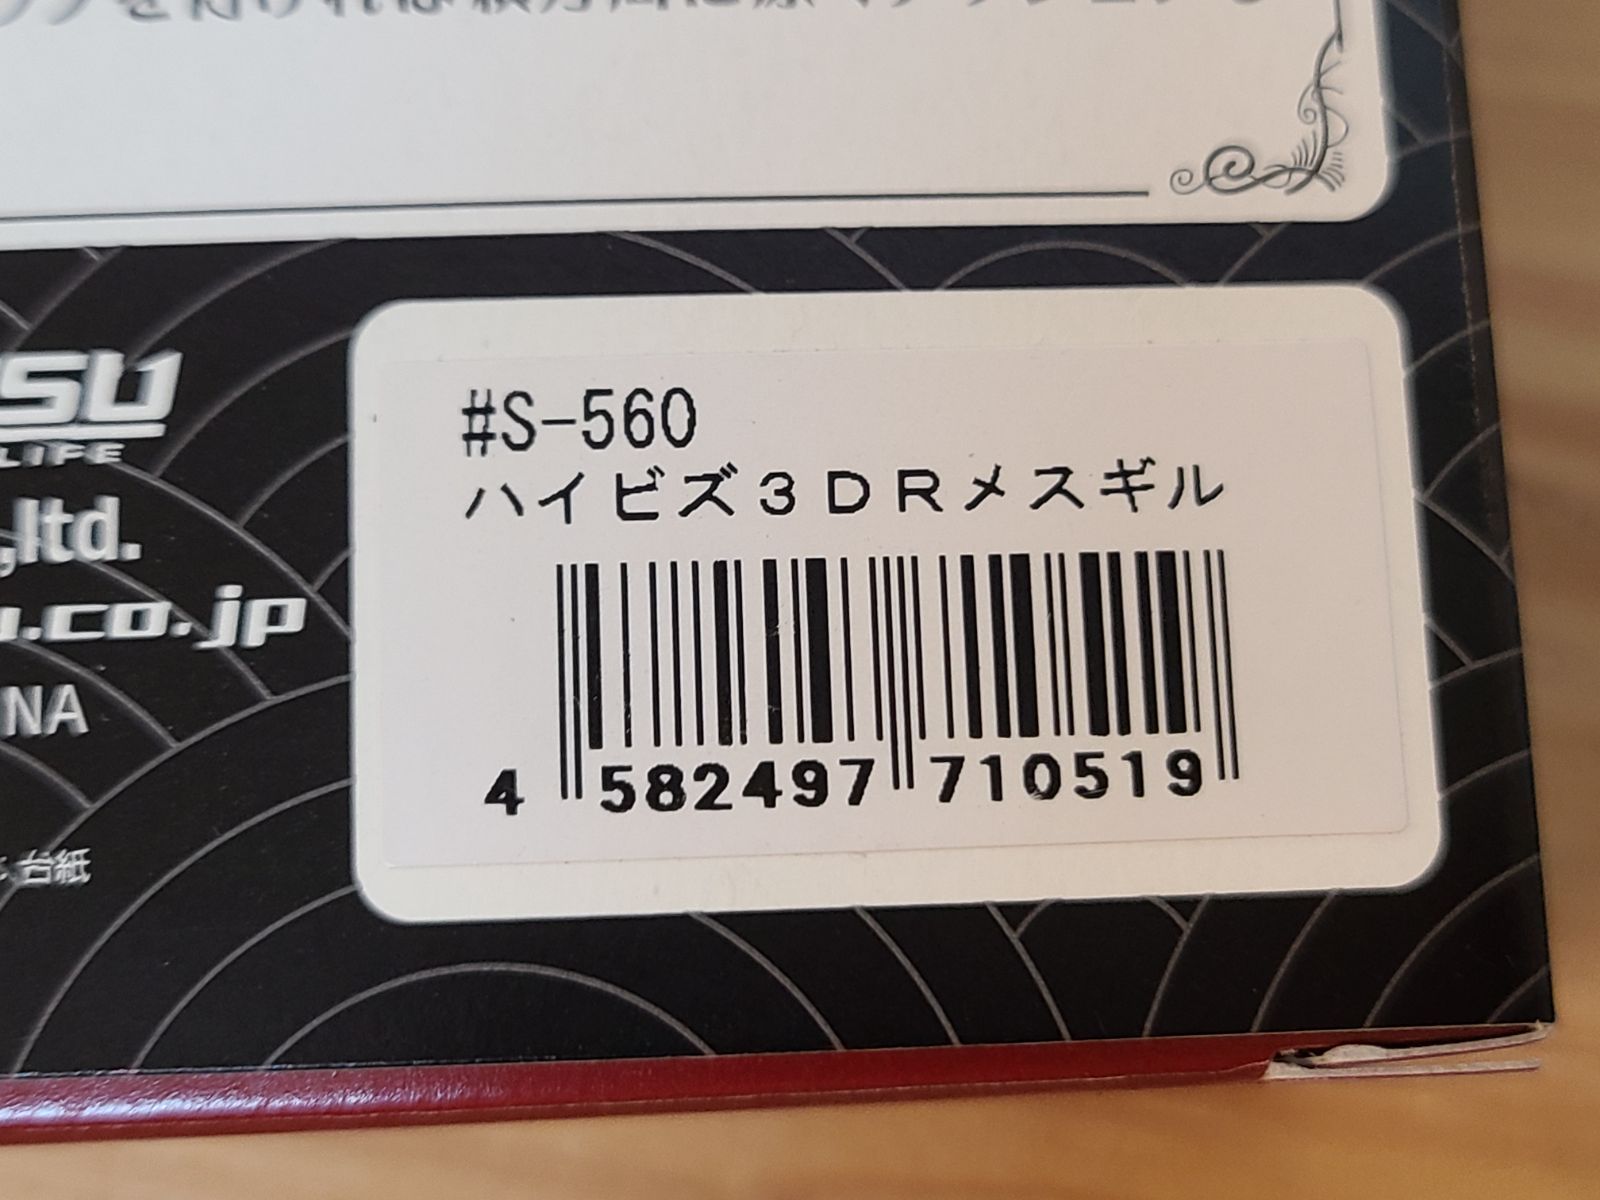 #S-560
ハイビズ3DRメスギル
4 582497 710519
SU
LIFE
,ltd.
u.co.jp
NA
台紙